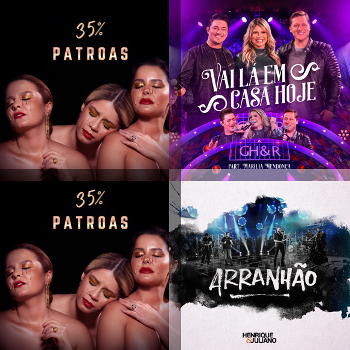 35%
PATROAS
VAI LÁ EM
CASA HOJE
GH&R
PART. MARÍLIA MENDONÇA
35%
PATROAS
ARRANHÃO
HENRIQUE
&JULIANO